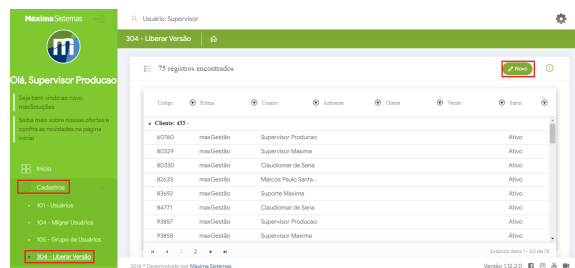 Máxima Sistemas
Usuário: Supervisor
304 - Liberar Versão
Olá, Supervisor Producao
Seja bem vindo ao novo
maxSoluções
Saiba mais sobre nossas ofertas e
confira as novidades na página
inicial
Início
Cadastros
101 - Usuários
104 - Migrar Usuários
105 - Grupo de Usuários
304 - Liberar Versão
75 registros encontrados
Novo
Código Rotina Usuário Ambiente Cliente Versão Status
Cliente: 433 -
60760 maxGestão Supervisor Producao Ativo
80329 maxGestão Supervisor Maxima Ativo
80330 maxGestão Claudiomar de Sena Ativo
82633 maxGestão Marcos Paulo Santa... Ativo
83692 maxGestão Suporte Maxima Ativo
84771 maxGestão Claudiomar de Sena Ativo
93857 maxGestão Supervisor Producao Ativo
93858 maxGestão Supervisor Maxima Ativo
1 2
Exibindo itens 1 - 50 de 75
2018 © Desenvolvido por Máxima Sistemas
Versão 1.12.2.0